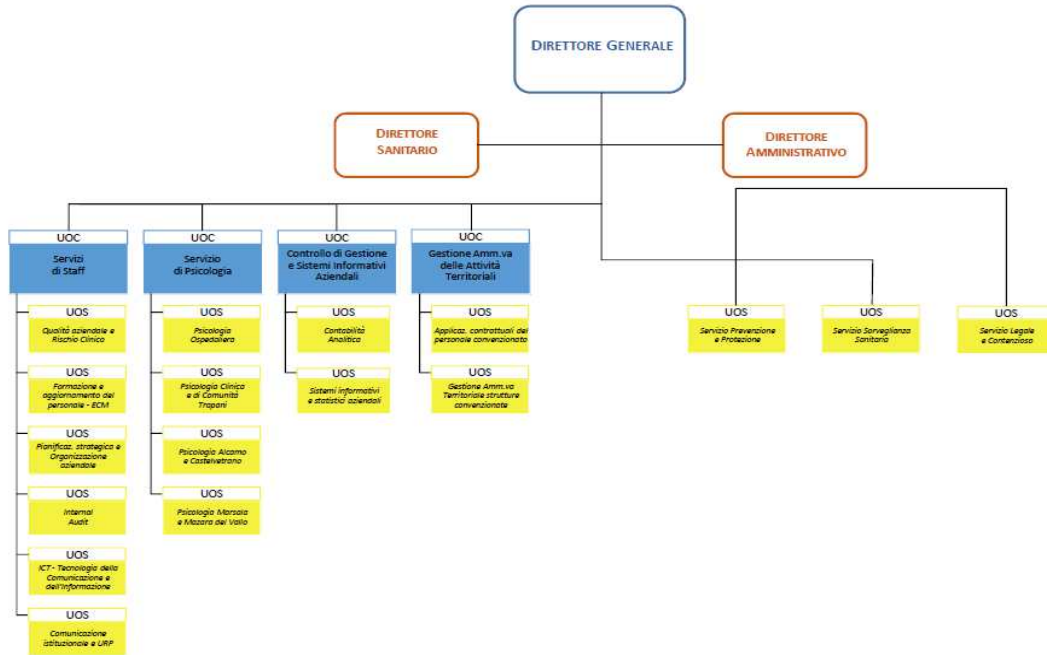 DIRETTORE GENERALE
DIRETTORE
SANITARIO
DIRETTORE
AMMINISTRATIVO
UOC
Servizi
di Staff
UOS
Qualità aziendale e
Rischio Clinico
UOS
Formazione e
aggiornamento del
personale - ECM
UOS
Pianificaz. strategica e
Organizzazione
aziendale
UOS
Internal
Audit
UOS
ICT - Tecnologia della
Comunicazione e
dell'Informazione
UOS
Comunicazione
istituzionale e URP
UOC
Servizio
di Psicologia
UOS
Psicologia
Ospedaliera
UOS
Psicologia Clinica
e di Comunità
Trapani
UOS
Psicologia Alcamo
e Castelvetrano
UOS
Psicologia Marsala
e Mazara del Vallo
UOC
Controllo di Gestione
e Sistemi Informativi
Aziendali
UOS
Contabilità
Analitica
UOS
Sistemi informativi
e statistici aziendali
UOC
Gestione Amm.va
delle Attività
Territoriali
UOS
Applicaz. contrattuali del
personale convenzionato
UOS
Gestione Amm.va
Territoriale strutture
convenzionate
UOS
Servizio Prevenzione
e Protezione
UOS
Servizio Sorveglianza
Sanitaria
UOS
Servizio Legale
e Contenzioso